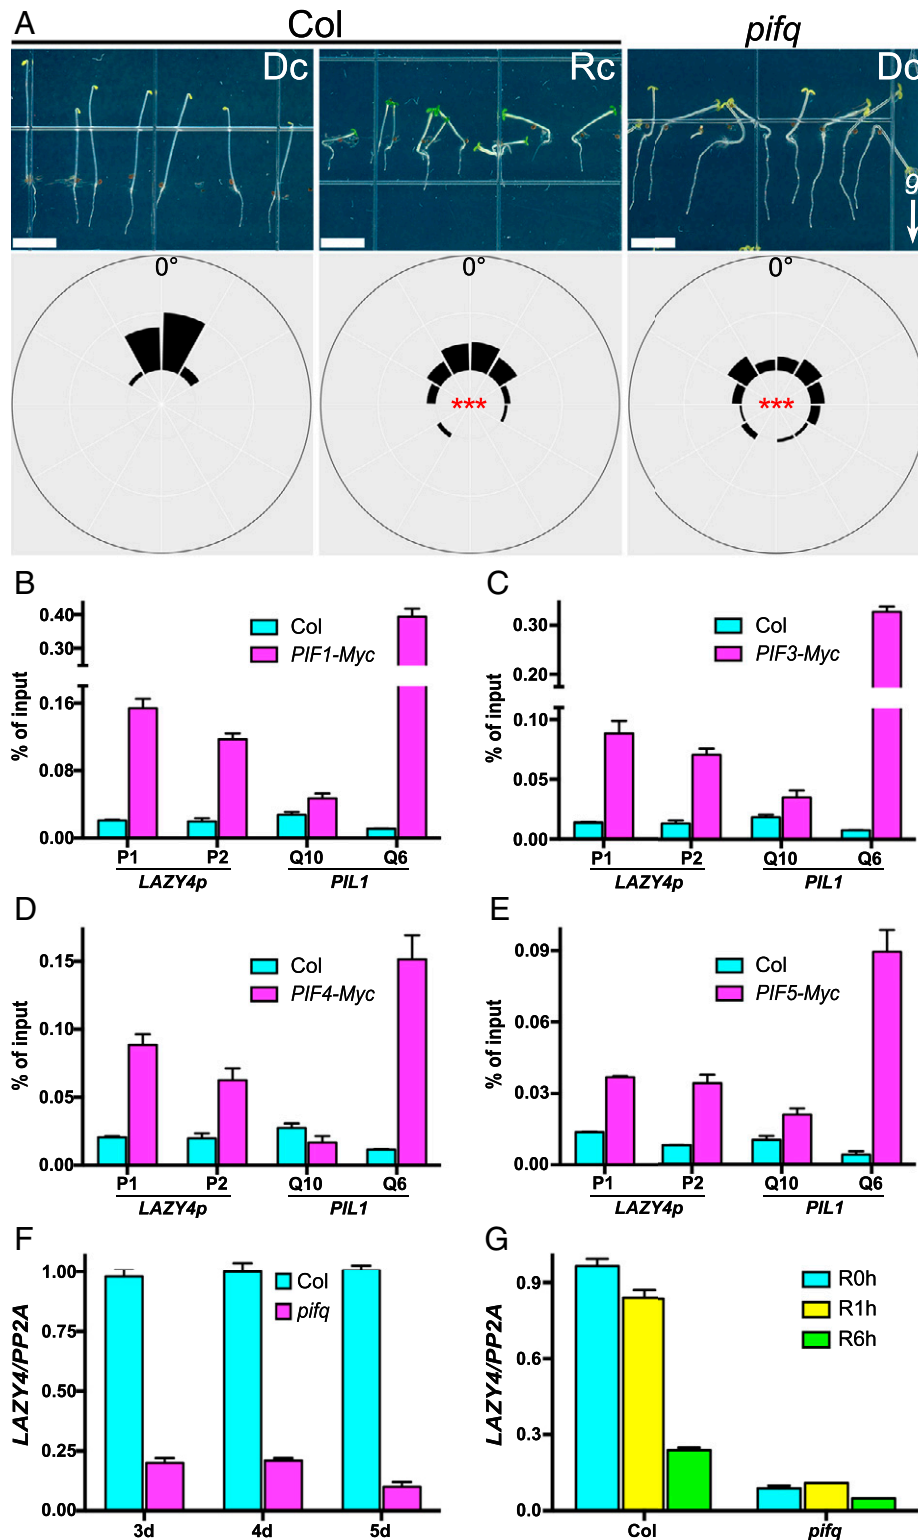 A
Col
pifq
Dc
Rc
Dc
g
0°
0°
0°
***
***
B
% of input
0.40
0.30
0.16
0.08
0.00
Col
PIF1-Myc
P1
P2
Q10
Q6
LAZY4p
PIL1
C
% of input
0.30
0.20
0.10
0.05
0.00
Col
PIF3-Myc
P1
P2
Q10
Q6
LAZY4p
PIL1
D
% of input
0.15
0.10
0.05
0.00
Col
PIF4-Myc
P1
P2
Q10
Q6
LAZY4p
PIL1
E
% of input
0.09
0.06
0.03
0.00
Col
PIF5-Myc
P1
P2
Q10
Q6
LAZY4p
PIL1
F
LAZY4/PP2A
1.00
0.75
0.50
0.25
0.00
Col
pifq
3d
4d
5d
G
LAZY4/PP2A
0.9
0.6
0.3
0.0
R0h
R1h
R6h
Col
pifq